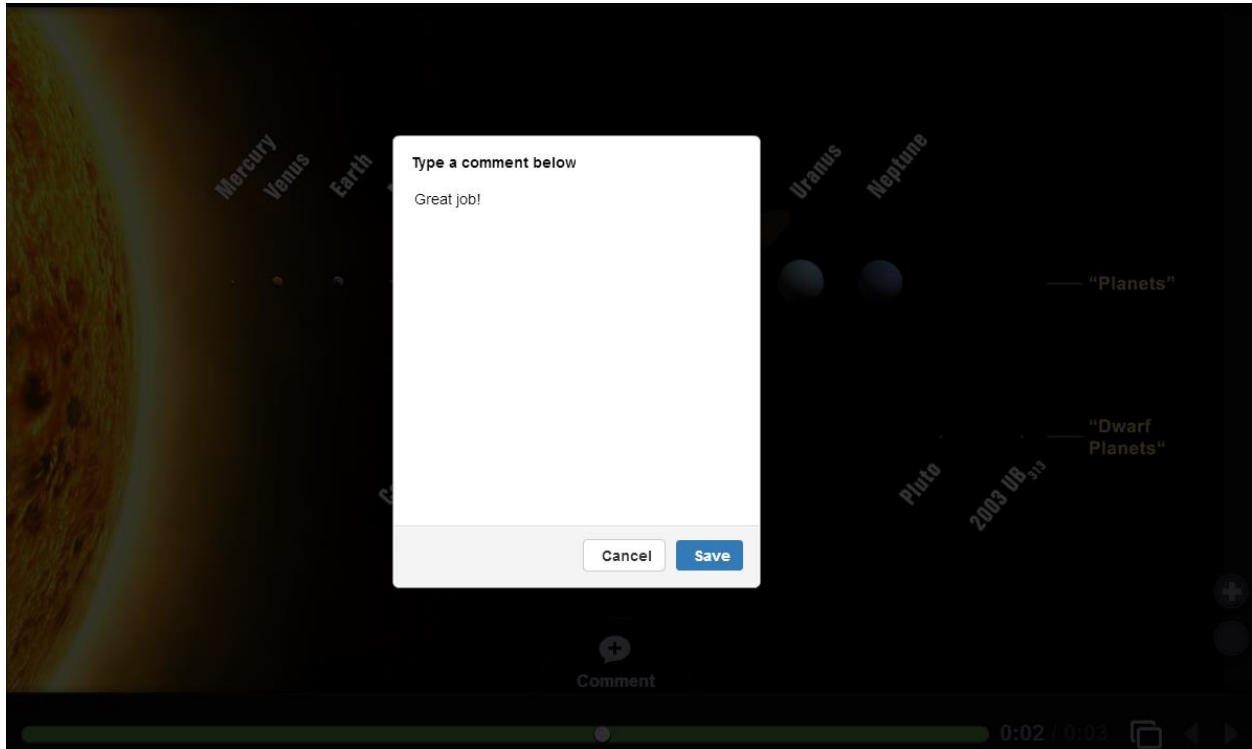 Mercury
Venus
Earth
Uranus
Neptune
Type a comment below
Great job!
"Planets"
"Dwarf
Planets"
Pluto
2003 UB313
Cancel
Save
Comment
0:02 / 0:03